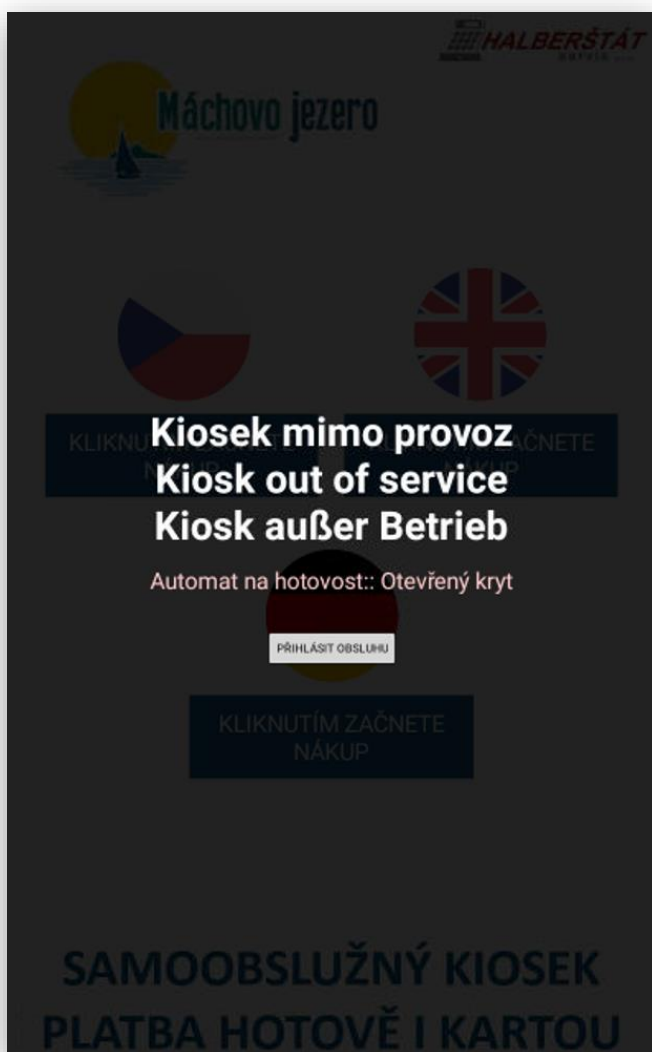 HALBERŠTÁT
Máchovo jezero
Kiosek mimo provoz
Kiosk out of service
Kiosk außer Betrieb
Automat na hotovost:: Otevřený kryt
PŘIHLÁSIT OBSLUHU
KLIKNUTÍM ZAČNETE
NÁKUP
SAMOOBSLUŽNÝ KIOSEK
PLATBA HOTOVĚ I KARTOU